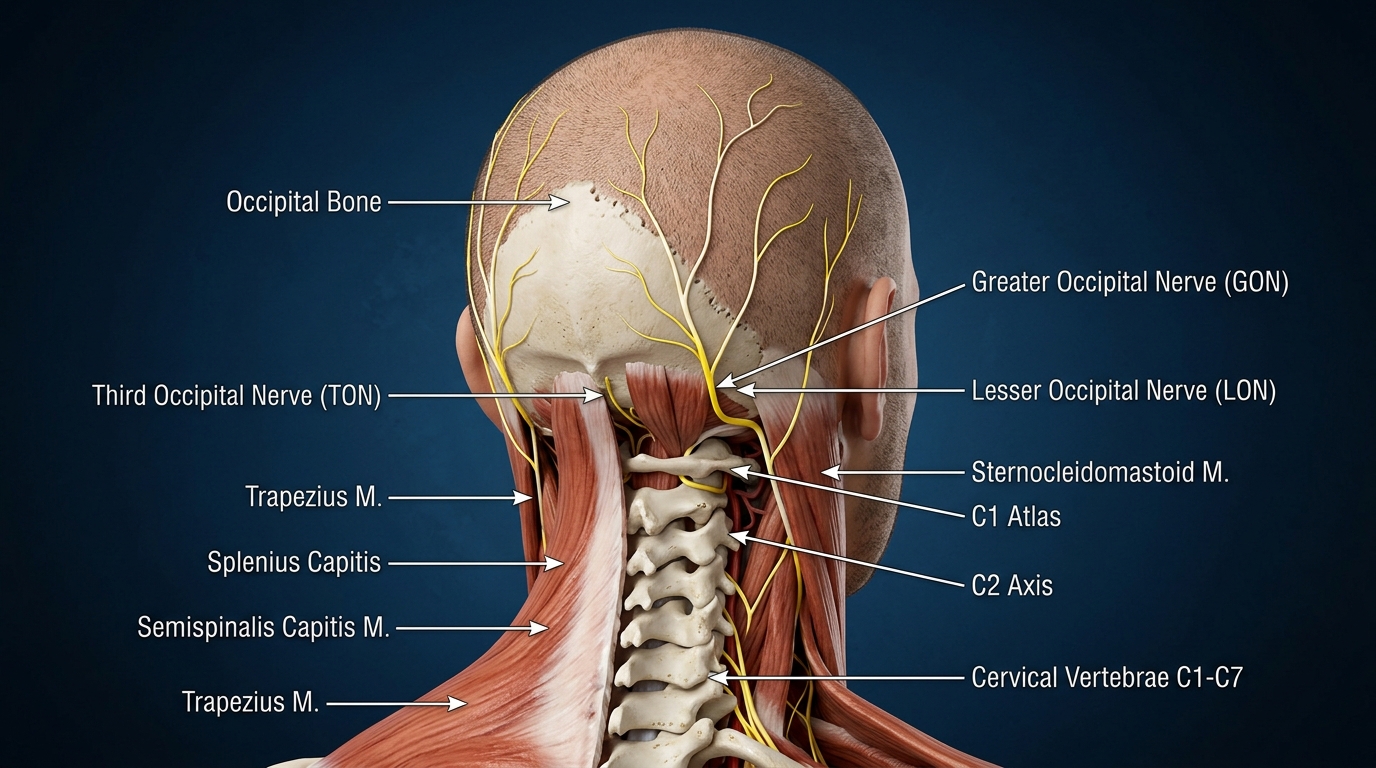 Occipital Bone
Greater Occipital Nerve (GON)
Third Occipital Nerve (TON)
Lesser Occipital Nerve (LON)
Sternocleidomastoid M.
Trapezius M.
C1 Atlas
Splenius Capitis
C2 Axis
Semispinalis Capitis M.
Cervical Vertebrae C1-C7
Trapezius M.